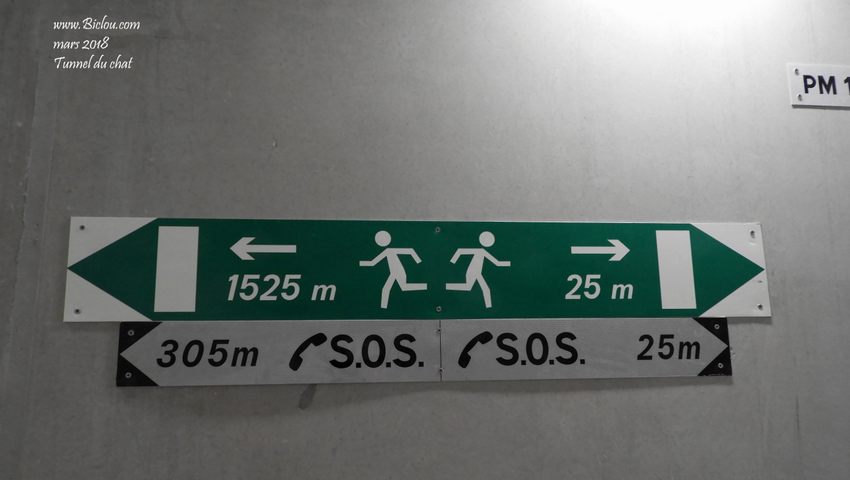 www.Biclou.com
mars 2018
Tunnel du chat
PM 1
1525 m 25 m
305m S.O.S. S.O.S. 25m